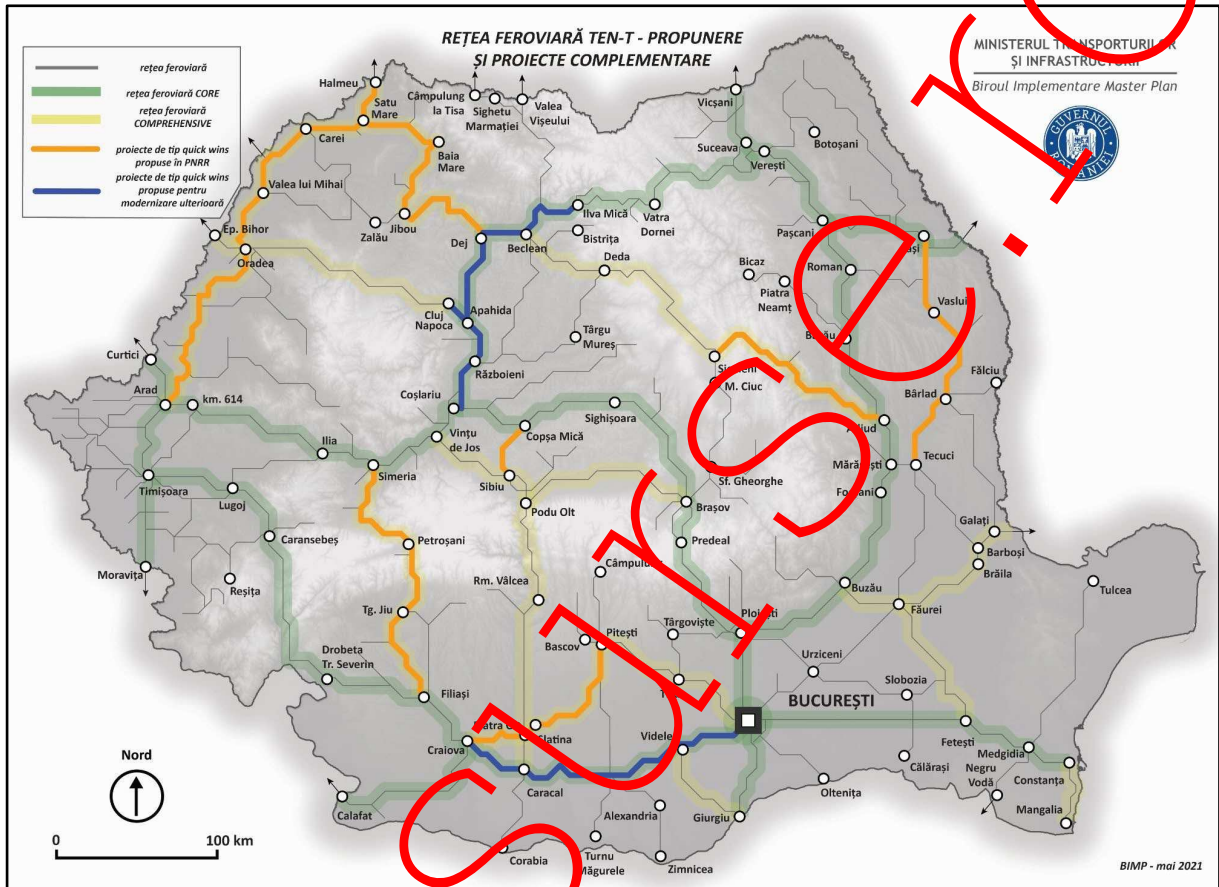 REȚEA FEROVIARĂ TEN-T - PROPUNERE
ȘI PROIECTE COMPLEMENTARE
MINISTERUL TRANSPORTURILOR
ȘI INFRASTRUCTURII
Biroul Implementare Master Plan
GUVERNUL ROMÂNIEI
rețea feroviară
rețea feroviară CORE
rețea feroviară
COMPREHENSIVE
proiecte de tip quick wins
propuse în PNRR
proiecte de tip quick wins
propuse pentru
modernizare ulterioară
Halmeu
Câmpulung
la Tisa
Sighetu
Marmației
Valea
Vișeului
Vicșani
Satu
Mare
Carei
Baia
Mare
Suceava
Verești
Botoșani
Valea lui Mihai
Zalău
Jibou
Ilva Mică
Vatra
Dornei
Ep. Bihor
Oradea
Dej
Beclean
Bistrița
Deda
Pașcani
Bicaz
Piatra
Neamț
Roman
Vaslui
Cluj
Napoca
Apahida
Târgu
Mureș
Curtici
Războieni
M. Ciuc
Fălciu
Arad
km. 614
Coșlariu
Sighișoara
Bârlad
Ilia
Vințu
de Jos
Copșa Mică
Simeria
Sibiu
Sf. Gheorghe
Mărășești
Tecuci
Timișoara
Lugoj
Podu Olt
Brașov
Galați
Caransebeș
Predeal
Barboși
Brăila
Moravița
Reșița
Petroșani
Rm. Vâlcea
Buzău
Făurei
Tulcea
Tg. Jiu
Bascov
Pitești
Târgoviște
Urziceni
Drobeta
Tr. Severin
Filiași
Slobozia
BUCUREȘTI
Craiova
Slatina
Videle
Fetești
Medgidia
Călărași
Negru
Vodă
Constanța
Nord
Caracal
Oltenița
Mangalia
Calafat
Alexandria
Giurgiu
0 100 km
Corabia
Turnu
Măgurele
Zimnicea
BIMP - mai 2021